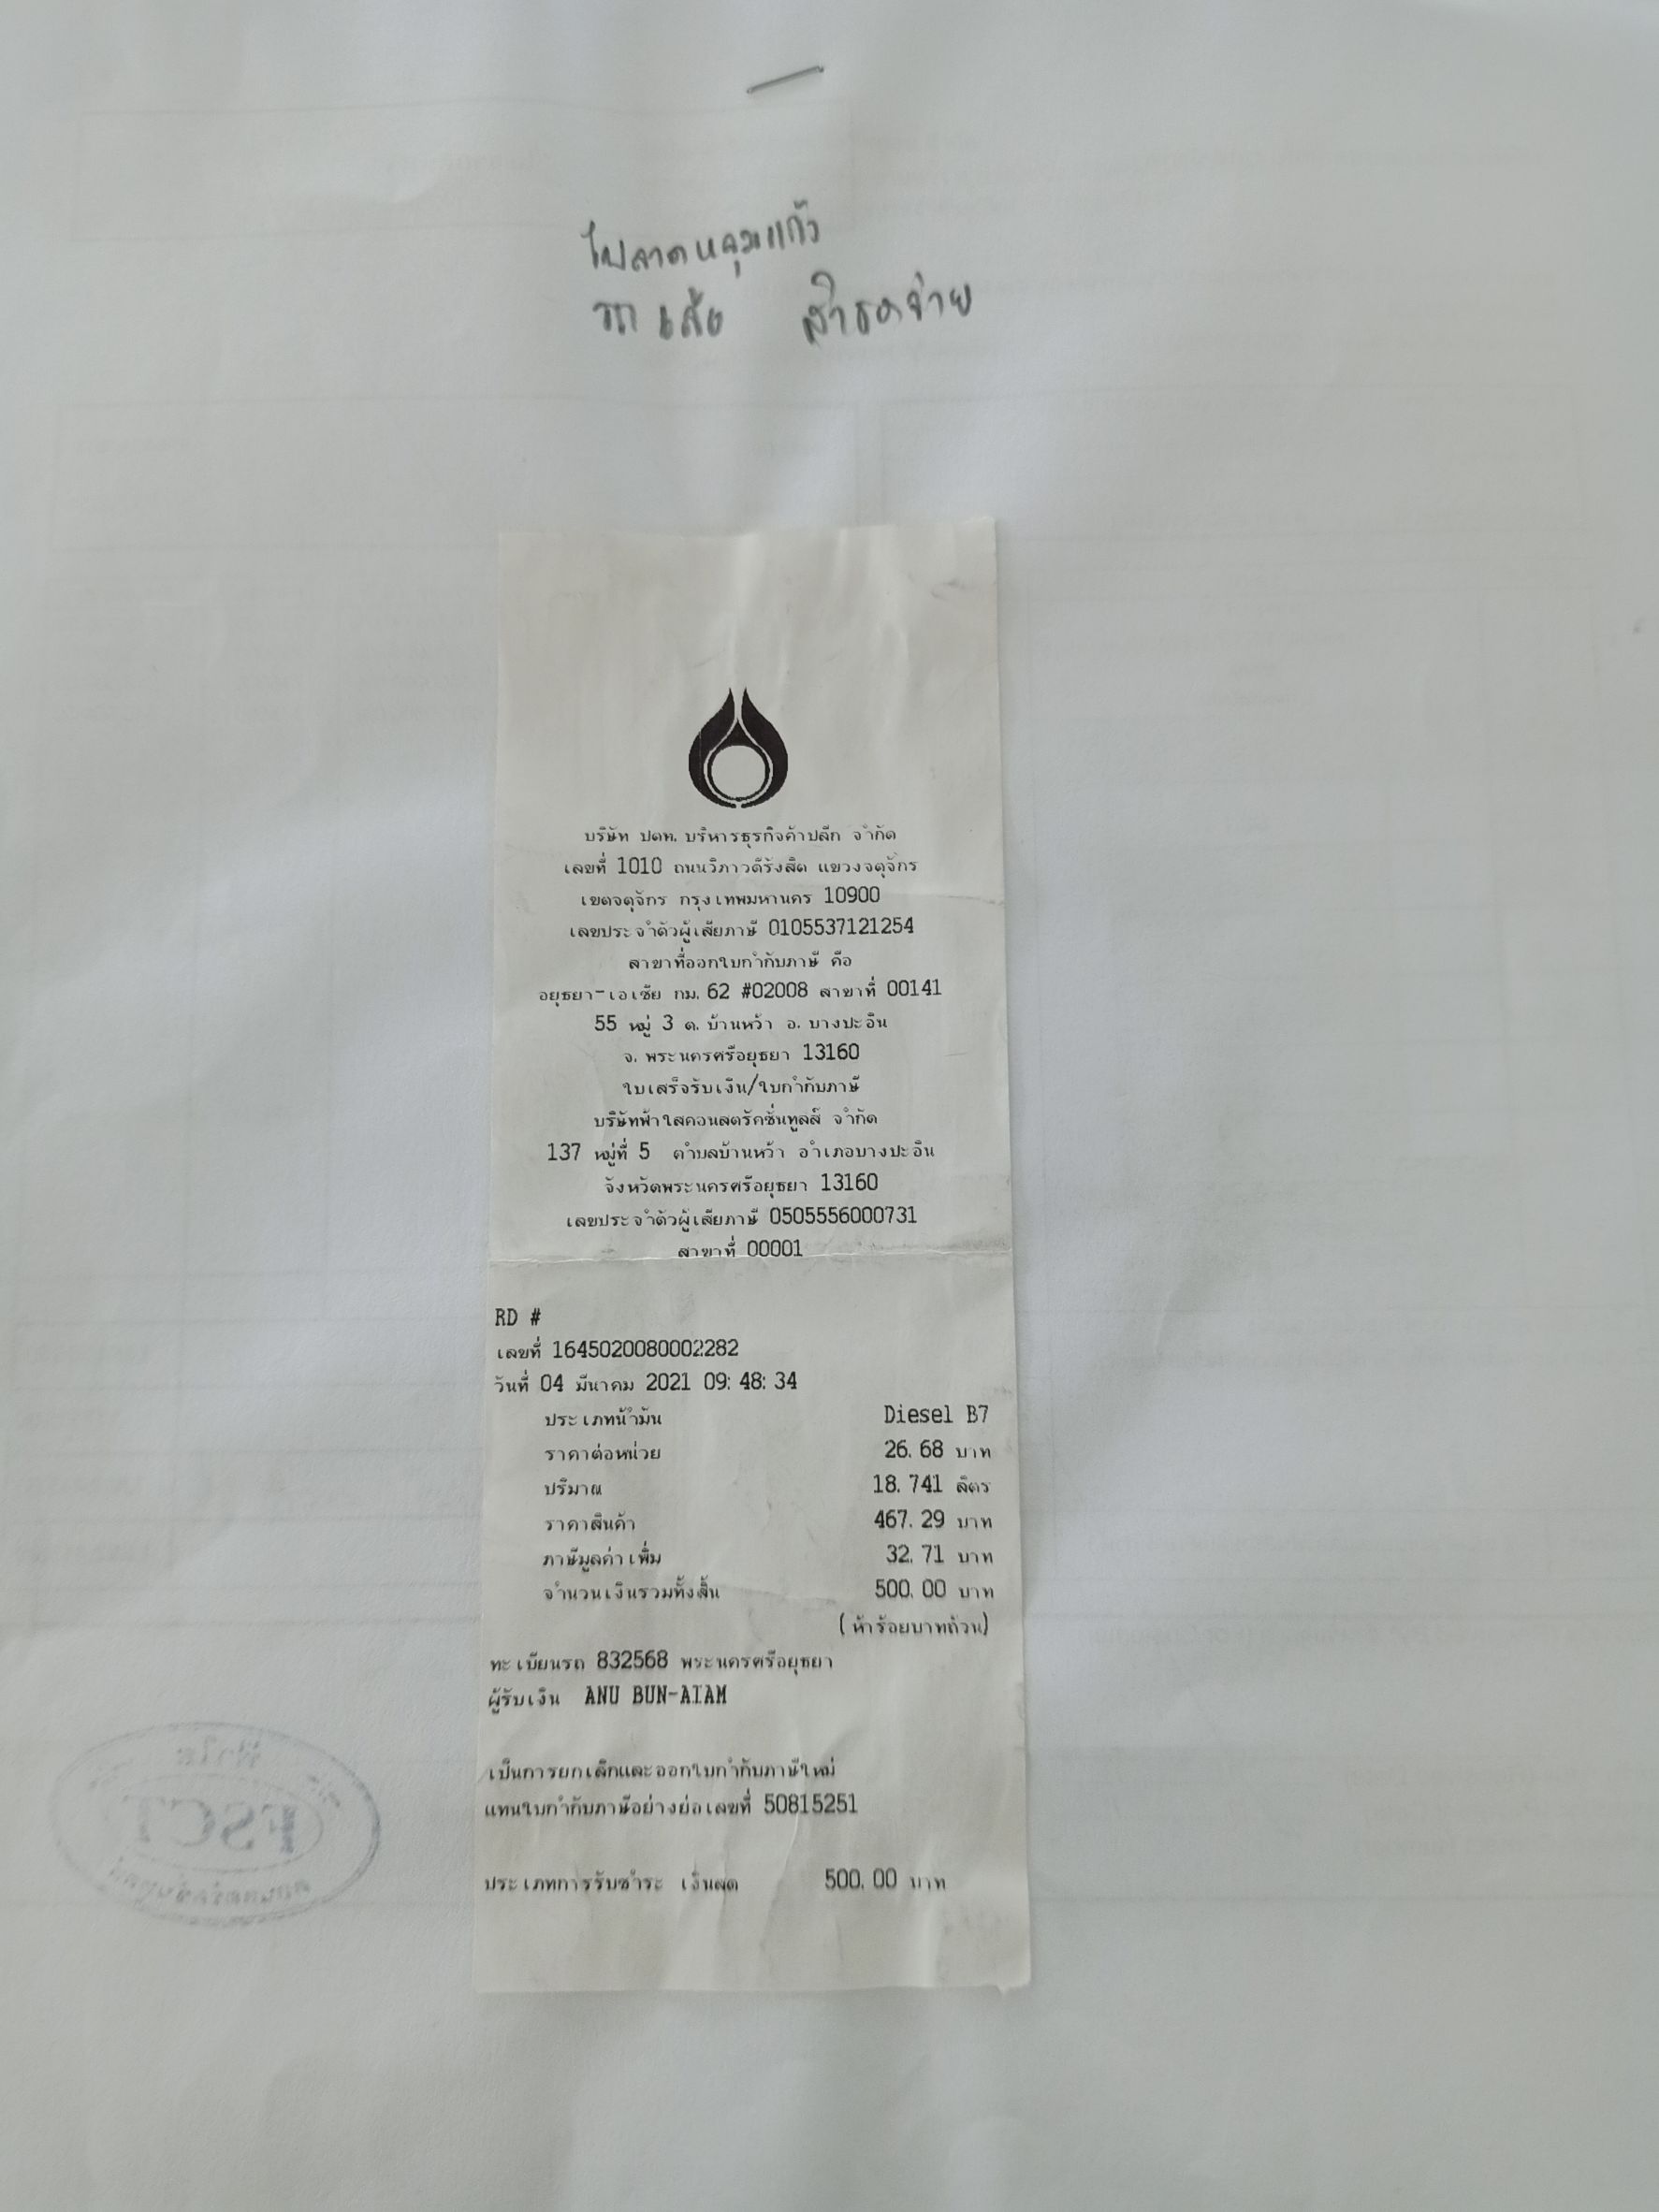 ไปลาดหลุมแก้ว
รถ สำรองจ่าย
บริษัท ปตท. บริหารธุรกิจค้าปลีก จำกัด
เลขที่ 1010 ถนนวิภาวดีรังสิต แขวงจตุจักร
เขตจตุจักร กรุงเทพมหานคร 10900
เลขประจำตัวผู้เสียภาษี 0105537121254
สาขาที่ออกใบกำกับภาษี คือ
อยุธยา-เอเซีย กม. 62 #02008 สาขาที่ 00141
55 หมู่ 3 ต. บ้านหว้า อ. บางปะอิน
จ. พระนครศรีอยุธยา 13160
ใบเสร็จรับเงิน/ใบกำกับภาษี
บริษัทฟ้าใสคอนสตรัคชั่นทูลส์ จำกัด
137 หมู่ที่ 5 ตำบลบ้านหว้า อำเภอบางปะอิน
จังหวัดพระนครศรีอยุธยา 13160
เลขประจำตัวผู้เสียภาษี 0505556000731
สาขาที่ 00001
RD #
เลขที่ 1645020080002282
วันที่ 04 มีนาคม 2021 09:48:34
ประเภทน้ำมัน Diesel B7
ราคาต่อหน่วย 26.68 บาท
ปริมาณ 18.741 ลิตร
ราคาสินค้า 467.29 บาท
ภาษีมูลค่าเพิ่ม 32.71 บาท
จำนวนเงินรวมทั้งสิ้น 500.00 บาท
(ห้าร้อยบาทถ้วน)
ทะเบียนรถ 832568 พระนครศรีอยุธยา
ผู้รับเงิน ANU BUN-AIAM
เป็นการยกเลิกและออกใบกำกับภาษีใหม่
แทนใบกำกับภาษีอย่างย่อเลขที่ 50815251
ประเภทการรับชำระ เงินสด 500.00 บาท
ฟ้าใส
FSCT